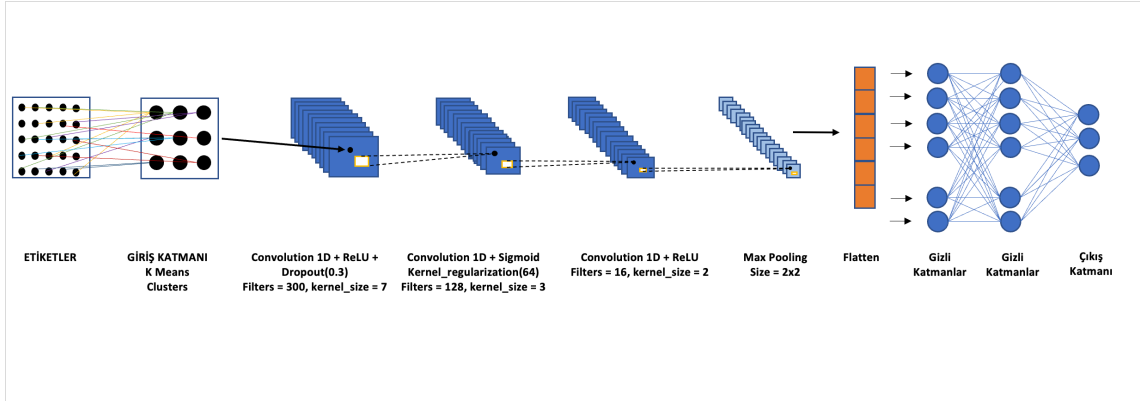 ETİKETLER
GİRİŞ KATMANI
K Means
Clusters
Convolution 1D + ReLU +
Dropout(0.3)
Filters = 300, kernel_size = 7
Convolution 1D + Sigmoid
Kernel_regularization(64)
Filters = 128, kernel_size = 3
Convolution 1D + ReLU
Filters = 16, kernel_size = 2
Max Pooling
Size = 2x2
Flatten
Gizli
Katmanlar
Gizli
Katmanlar
Çıkış
Katmanı